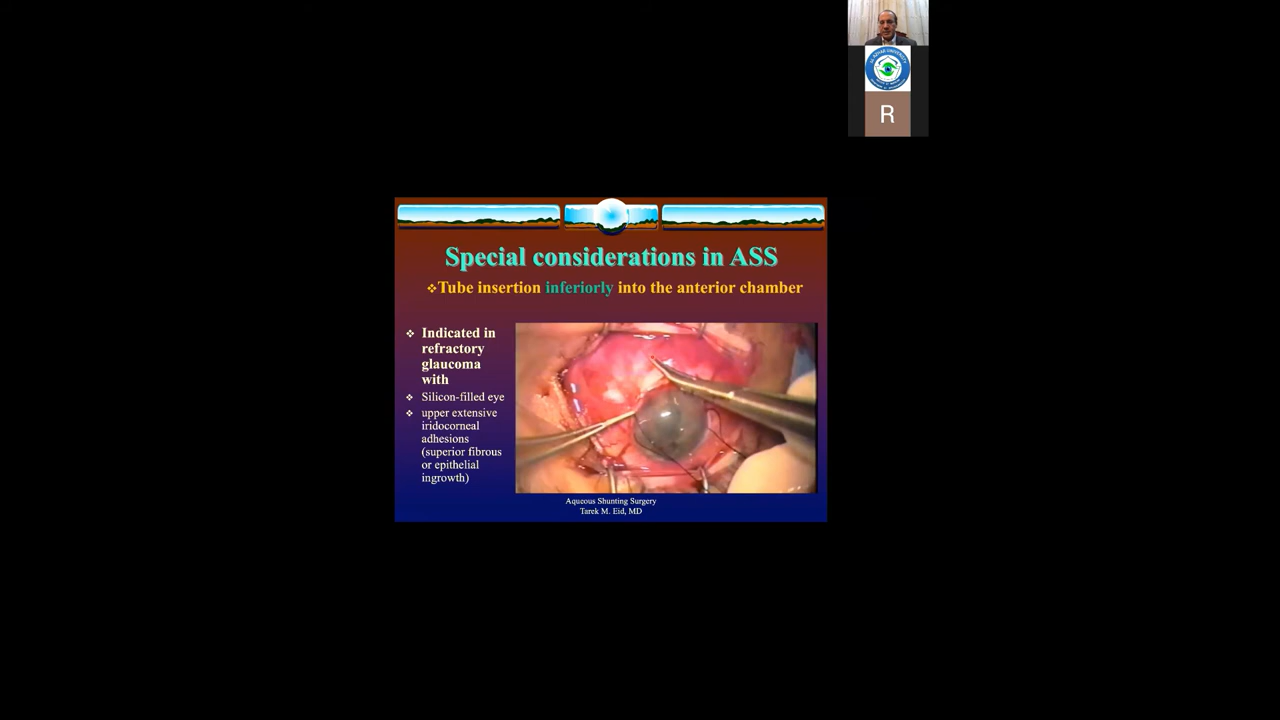 R
Special considerations in ASS
Tube insertion inferiorly into the anterior chamber
Indicated in
refractory
glaucoma
with
Silicon-filled eye
upper extensive
iridocorneal
adhesions
(superior fibrous
or epithelial
ingrowth)
Aqueous Shunting Surgery
Tarek M. Eid, MD